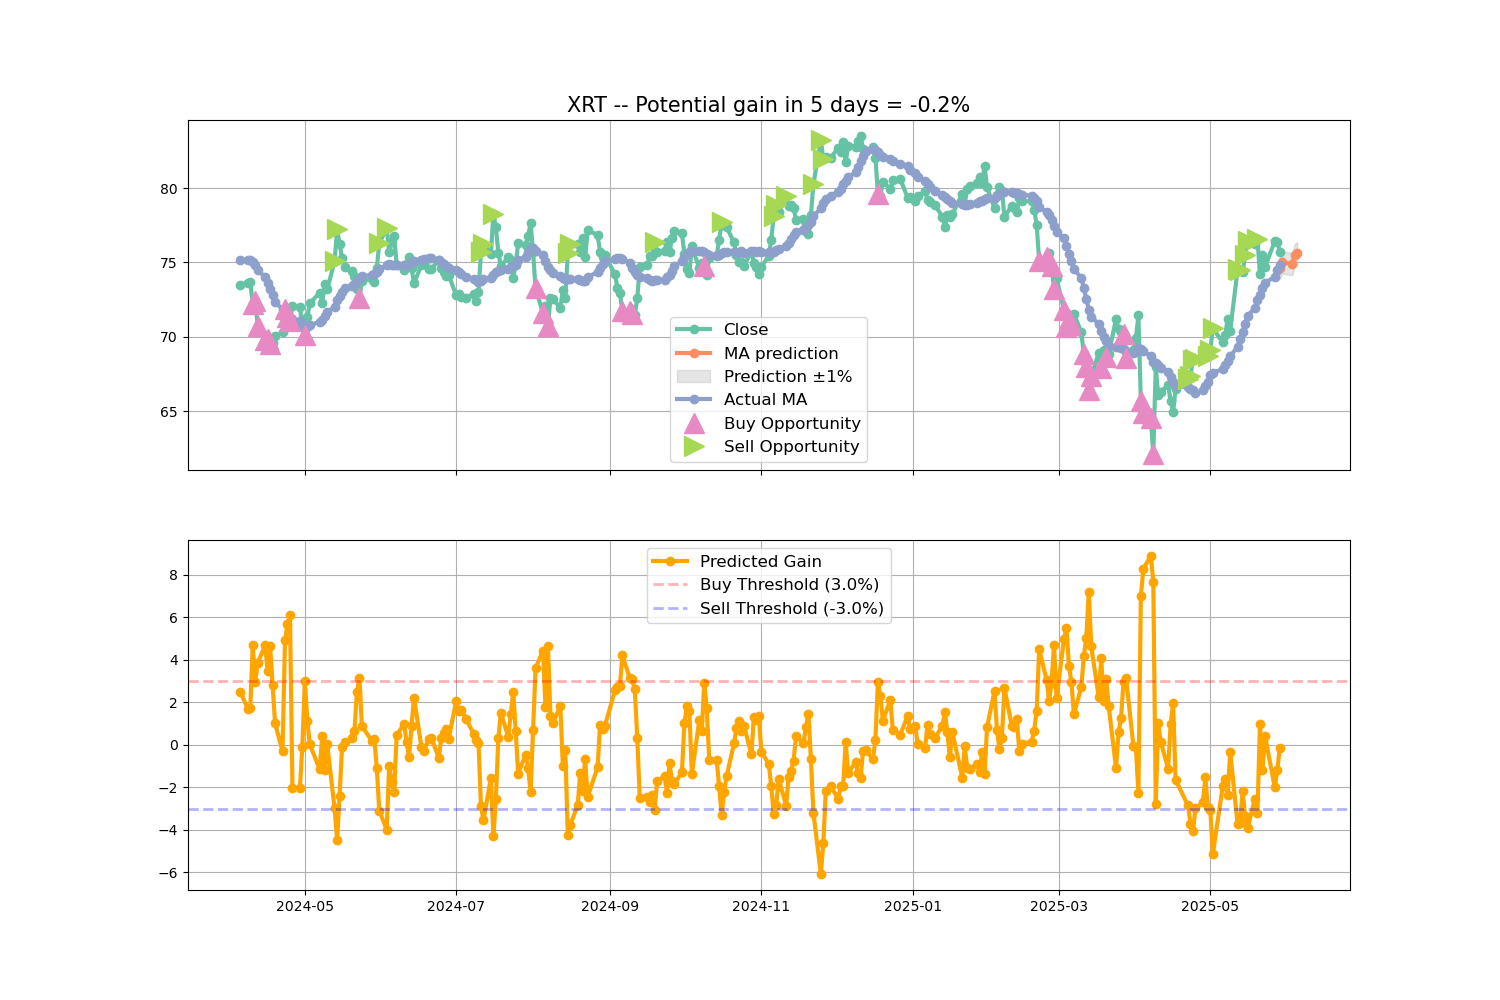 XRT -- Potential gain in 5 days = -0.2%
80
75
70
65
Close
MA prediction
Prediction ±1%
Actual MA
Buy Opportunity
Sell Opportunity
8
6
4
2
0
−2
−4
−6
Predicted Gain
Buy Threshold (3.0%)
Sell Threshold (-3.0%)
2024-05 2024-07 2024-09 2024-11 2025-01 2025-03 2025-05